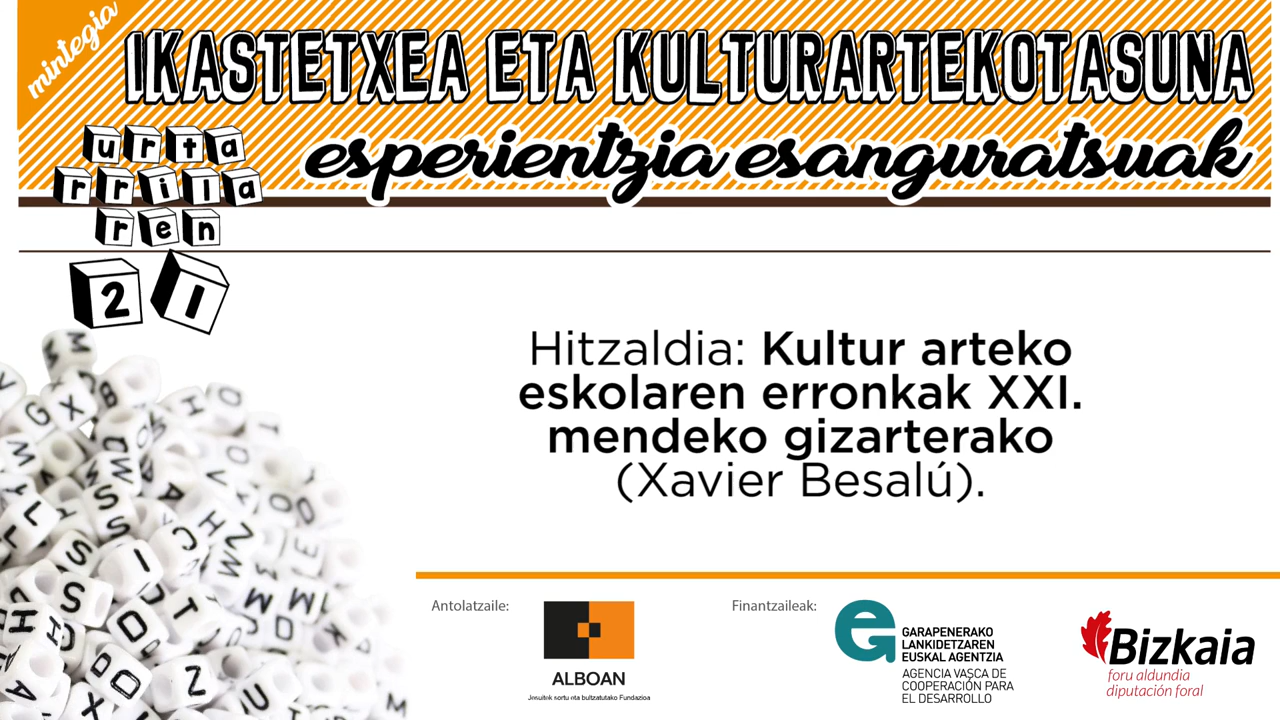 mintegia
IKASTETXEA ETA KULTURARTEKOTASUNA
esperientzia esanguratsuak
urta
rrila
rren
21
Hitzaldia: Kultur arteko
eskolaren erronkak XXI.
mendeko gizarterako
(Xavier Besalú).
Antolatzaile:
ALBOAN
Jesuitek sortu eta bultzatutako Fundazioa
Finantzaileak:
GARAPENERAKO
LANKIDETZAREN
EUSKAL AGENTZIA
AGENCIA VASCA DE
COOPERACIÓN PARA
EL DESARROLLO
Bizkaia
foru aldundia
diputación foral